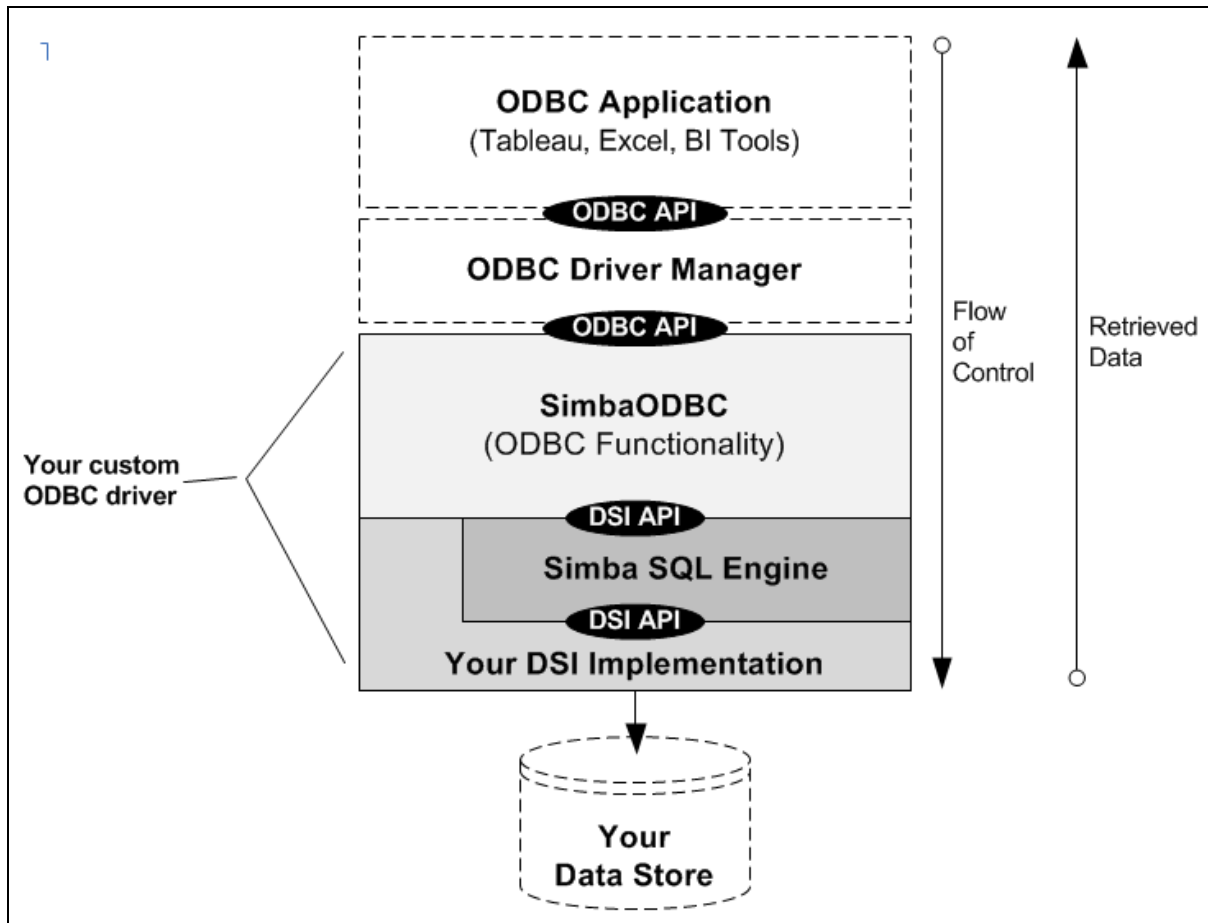 ODBC Application
(Tableau, Excel, BI Tools)
ODBC API
ODBC Driver Manager
ODBC API
Flow
of
Control
Retrieved
Data
SimbaODBC
(ODBC Functionality)
Your custom
ODBC driver
DSI API
Simba SQL Engine
DSI API
Your DSI Implementation
Your
Data Store